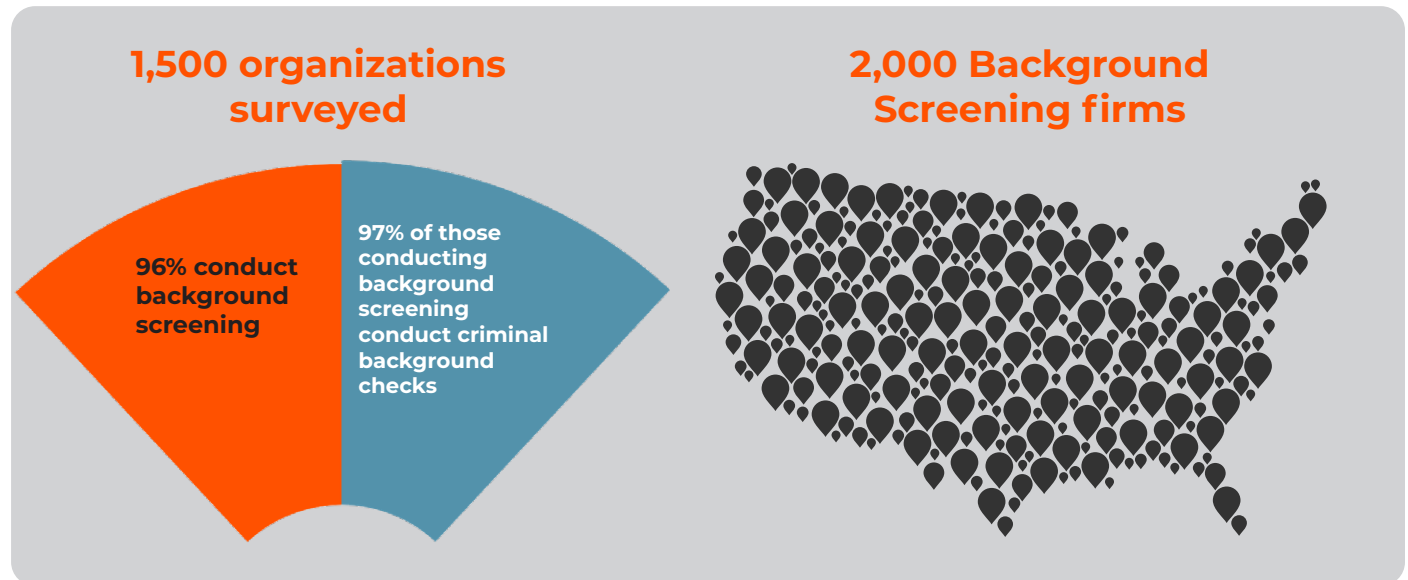 1,500 organizations
surveyed
96% conduct
background
screening
97% of those
conducting
background
screening
conduct criminal
background
checks
2,000 Background
Screening firms